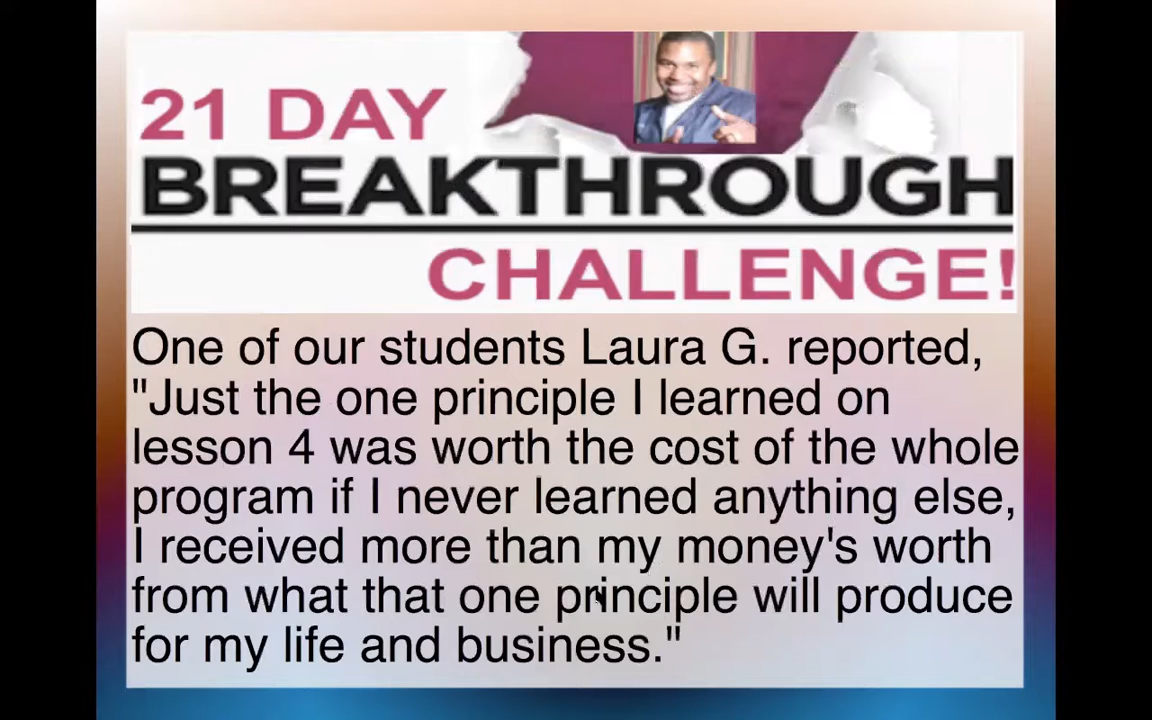 21 DAY
BREAKTHROUGH
CHALLENGE!
One of our students Laura G. reported,
"Just the one principle I learned on
lesson 4 was worth the cost of the whole
program if I never learned anything else,
I received more than my money's worth
from what that one principle will produce
for my life and business."